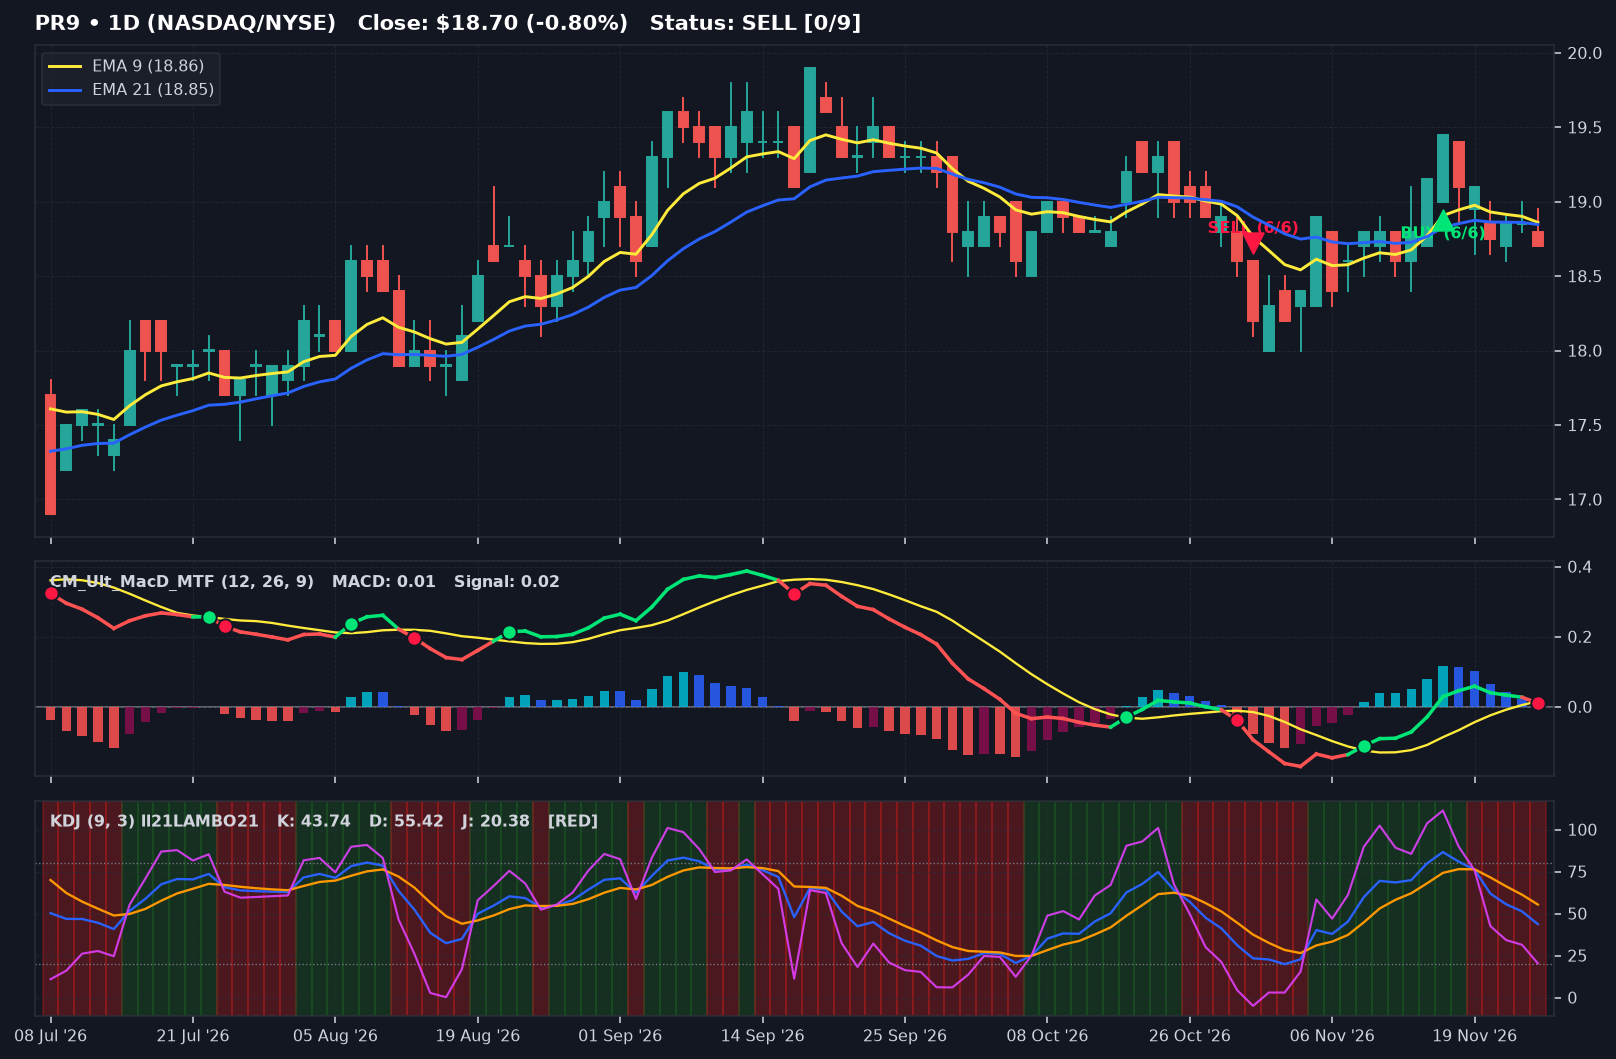 PR9 • 1D (NASDAQ/NYSE)   Close: $18.70 (-0.80%)   Status: SELL [0/9]
EMA 9 (18.86)
EMA 21 (18.85)
20.0
19.5
19.0
18.5
18.0
17.5
17.0
SELL (6/6)
BUY (6/6)
CM_Ult_MacD_MTF (12, 26, 9)   MACD: 0.01   Signal: 0.02
0.4
0.2
0.0
KDJ (9, 3) II21LAMBO21   K: 43.74   D: 55.42   J: 20.38   [RED]
100
75
50
25
0
08 Jul '26
21 Jul '26
05 Aug '26
19 Aug '26
01 Sep '26
14 Sep '26
25 Sep '26
08 Oct '26
26 Oct '26
06 Nov '26
19 Nov '26